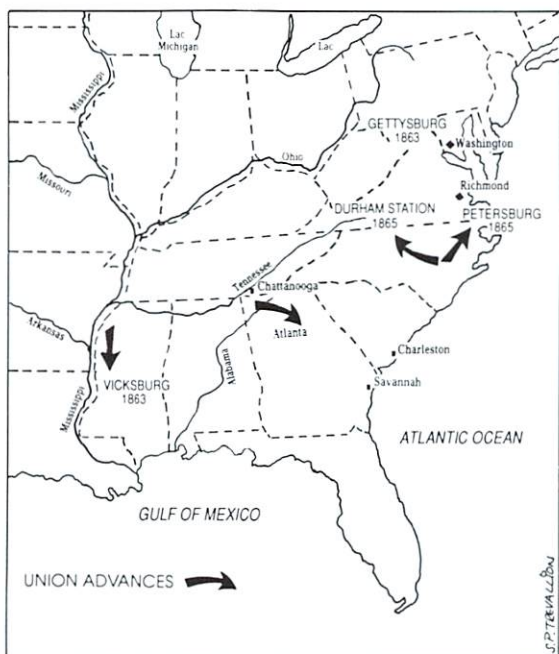 Lac
Michigan
Lac
Mississippi
GETTYSBURG
1863
Washington
Ohio
Missouri
Richmond
DURHAM STATION
1865
PETERSBURG
1865
Tennessee
Chattanooga
Arkansas
Atlanta
Alabama
Charleston
VICKSBURG
1863
Savannah
Mississippi
ATLANTIC OCEAN
GULF OF MEXICO
UNION ADVANCES